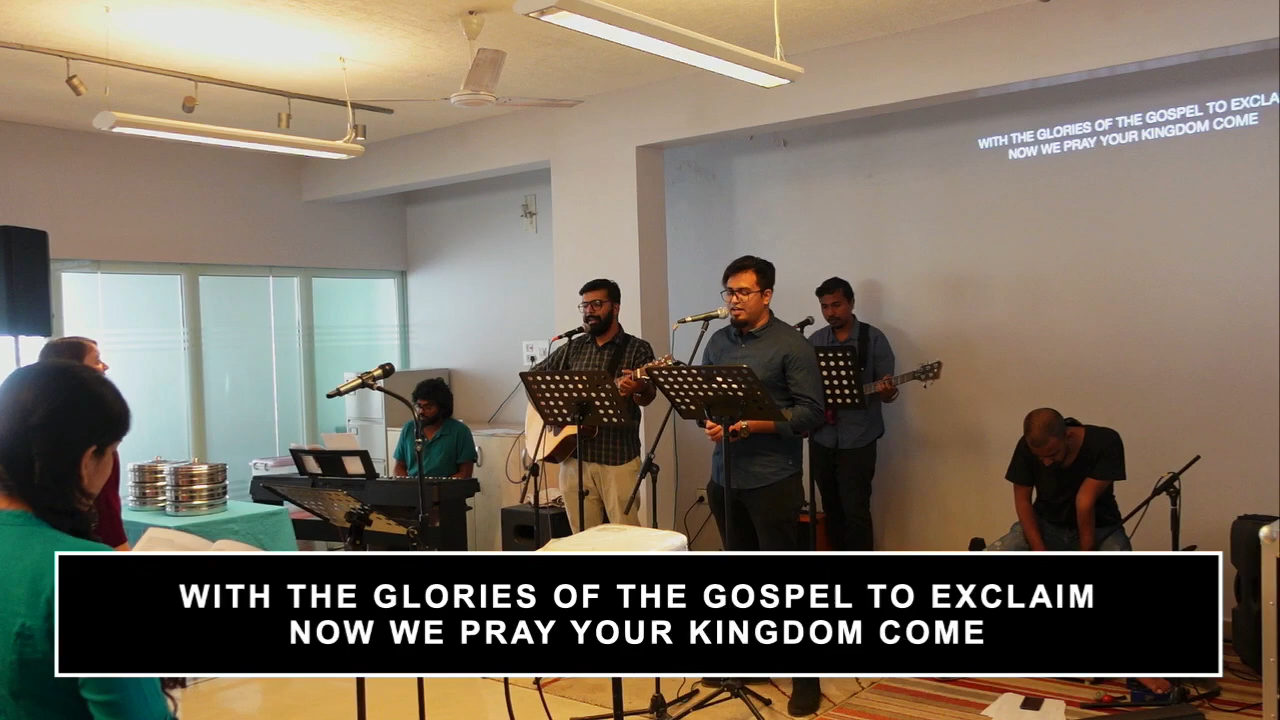 WITH THE GLORIES OF THE GOSPEL TO EXCLA
NOW WE PRAY YOUR KINGDOM COME
WITH THE GLORIES OF THE GOSPEL TO EXCLAIM
NOW WE PRAY YOUR KINGDOM COME